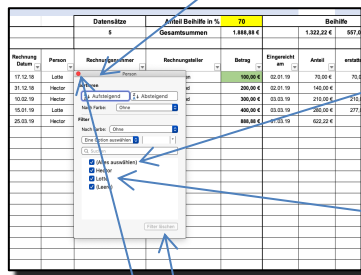 Datensätze Anteil Beihilfe in % 70 Beihilfe
5 Gesamtsummen 1.888,88 € 1.322,22 € 557,0
Rechnung Datum Person Rechnungsnummer Rechnungsteller Betrag Eingereicht am Anteil erstatt
17.12.18 Lotte 100,00 € 02.01.19 70,00 € 70,0
31.12.18 Hector 200,00 € 02.01.19 140,00 €
10.02.19 Hector 300,00 € 03.03.19 210,00 € 210,
15.01.19 Lotte 400,00 € 03.03.19 280,00 € 277,
25.03.19 Hector 888,88 € 03.19 622,22 €
Person
Aufsteigend Absteigend
Nach Farbe: Ohne
Filter
Nach Farbe: Ohne
Eine Option auswählen
(Alles auswählen)
Hector
Lotte
(Leere)
Filter löschen